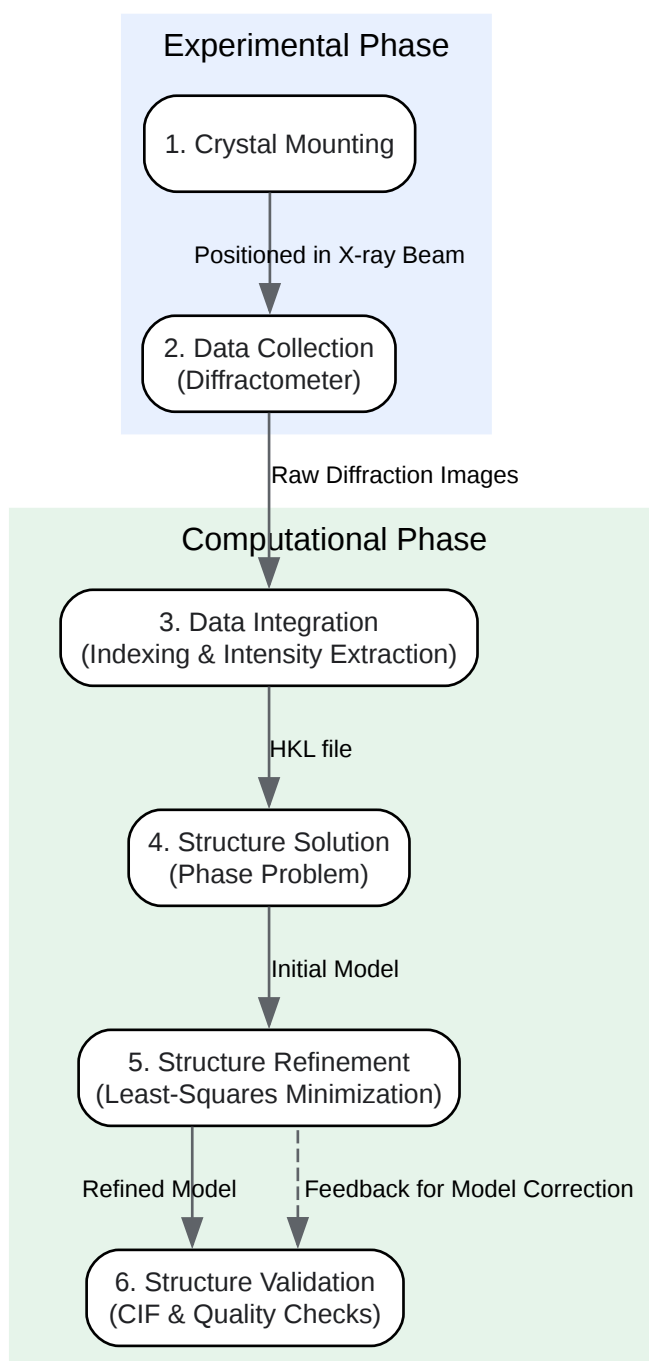 Experimental Phase
1. Crystal Mounting
Positioned in X-ray Beam
2. Data Collection
(Diffractometer)
Raw Diffraction Images
Computational Phase
3. Data Integration
(Indexing & Intensity Extraction)
HKL file
4. Structure Solution
(Phase Problem)
Initial Model
5. Structure Refinement
(Least-Squares Minimization)
Refined Model
Feedback for Model Correction
6. Structure Validation
(CIF & Quality Checks)